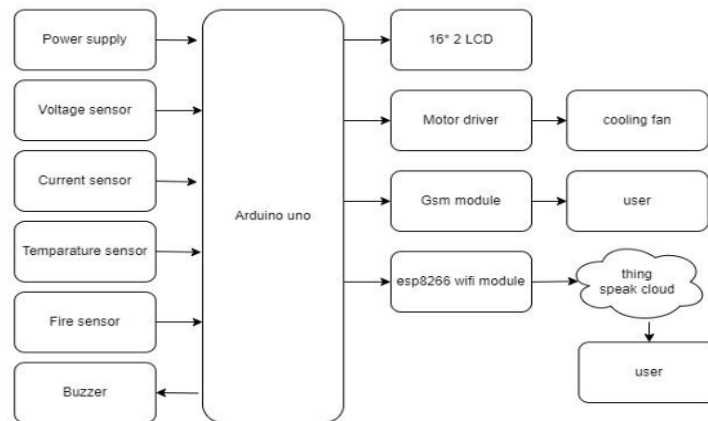 Power supply
Voltage sensor
Current sensor
Temparature sensor
Fire sensor
Buzzer
Arduino uno
16* 2 LCD
Motor driver
cooling fan
Gsm module
user
esp8266 wifi module
thing
speak cloud
user